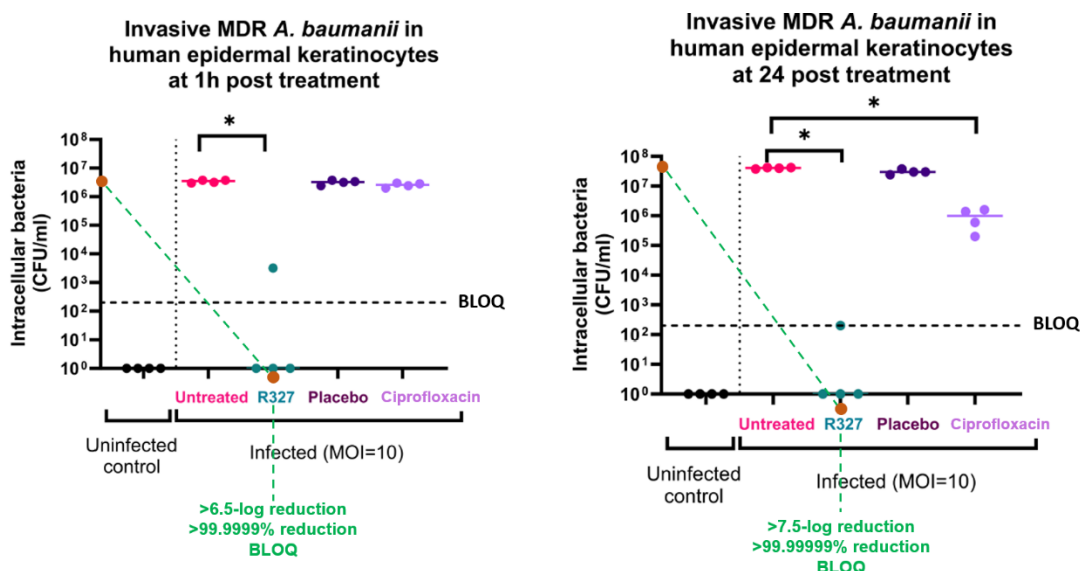 Invasive MDR A. baumanii in
human epidermal keratinocytes
at 1h post treatment
*
Intracellular bacteria
(CFU/ml)
10⁸
10⁷
10⁶
10⁵
10⁴
10³
10²
10¹
10⁰
BLOQ
Untreated R327 Placebo Ciprofloxacin
Uninfected
control
Infected (MOI=10)
>6.5-log reduction
>99.9999% reduction
BLOQ
Invasive MDR A. baumanii in
human epidermal keratinocytes
at 24 post treatment
*
*
Intracellular bacteria
(CFU/ml)
10⁸
10⁷
10⁶
10⁵
10⁴
10³
10²
10¹
10⁰
BLOQ
Untreated R327 Placebo Ciprofloxacin
Uninfected
control
Infected (MOI=10)
>7.5-log reduction
>99.99999% reduction
BLOQ